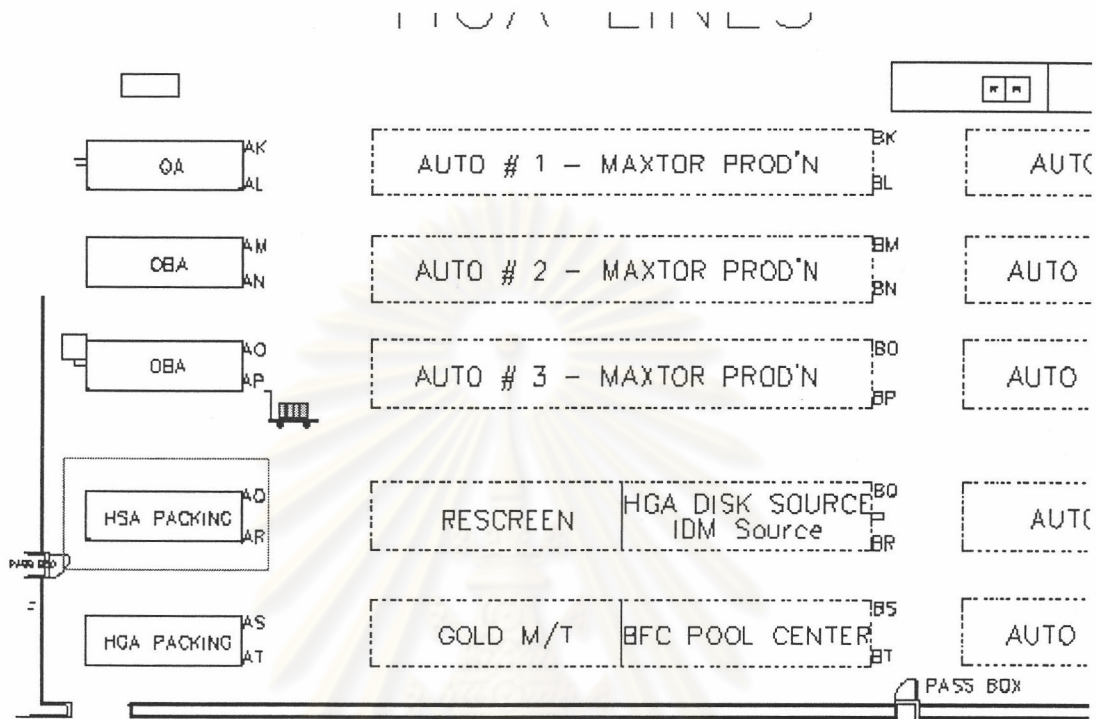 HGA LINES
AK
QA
AUTO # 1 - MAXTOR PROD'N
BK
AUTO
AL
BL
AM
OBA
AUTO # 2 - MAXTOR PROD'N
BM
AUTO
AN
BN
AO
OBA
AUTO # 3 - MAXTOR PROD'N
BO
AUTO
AP
BP
AQ
HSA PACKING
RESCREEN
HGA DISK SOURCE
IDM Source
BQ
AUTO
AR
BR
AS
HGA PACKING
GOLD M/T
BFC POOL CENTER
BS
AUTO
AT
BT
PASS BOX